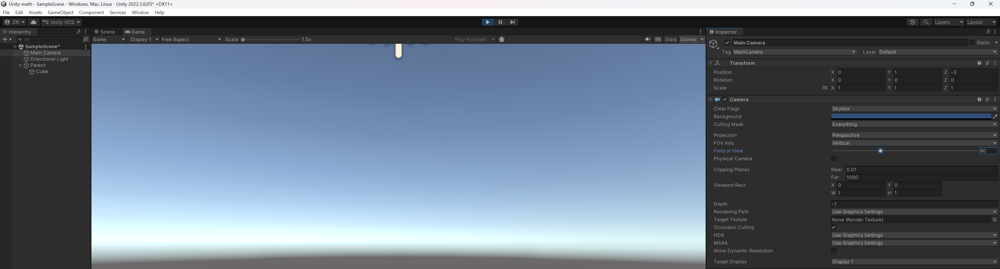 Unity-math - SampleScene - Windows, Mac, Linux - Unity 2022.3.62f3* <DX11>
File Edit Assets GameObject Component Services Window Help
ZN Unity VCS Layers Layout
Hierarchy
All
SampleScene*
Main Camera
Directional Light
Parent
Cube
Scene Game
Game Display 1 Free Aspect Scale 1.5x Play Focused Stats Gizmos
Inspector
Main Camera Static
Tag MainCamera Layer Default
Transform
Position X 0 Y 1 Z -3
Rotation X 0 Y 0 Z 0
Scale X 1 Y 1 Z 1
Camera
Clear Flags Skybox
Background
Culling Mask Everything
Projection Perspective
FOV Axis Vertical
Field of View 60
Physical Camera
Clipping Planes Near 0.01
Far 1000
Viewport Rect X 0 Y 0
W 1 H 1
Depth -1
Rendering Path Use Graphics Settings
Target Texture None (Render Texture)
Occlusion Culling
HDR Use Graphics Settings
MSAA Use Graphics Settings
Allow Dynamic Resolution
Target Display Display 1